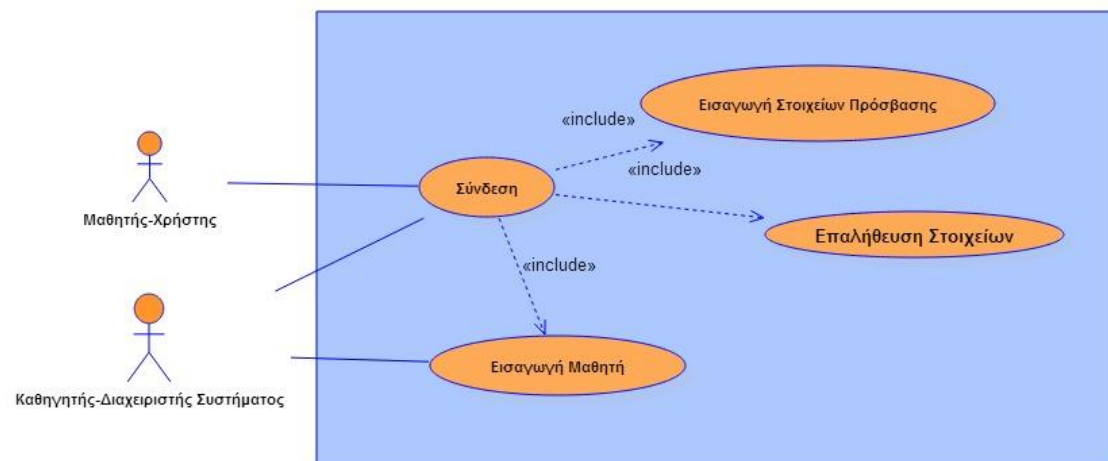 Εισαγωγή Στοιχείων Πρόσβασης
«include»
«include»
Σύνδεση
Μαθητής-Χρήστης
Επαλήθευση Στοιχείων
«include»
Εισαγωγή Μαθητή
Καθηγητής-Διαχειριστής Συστήματος